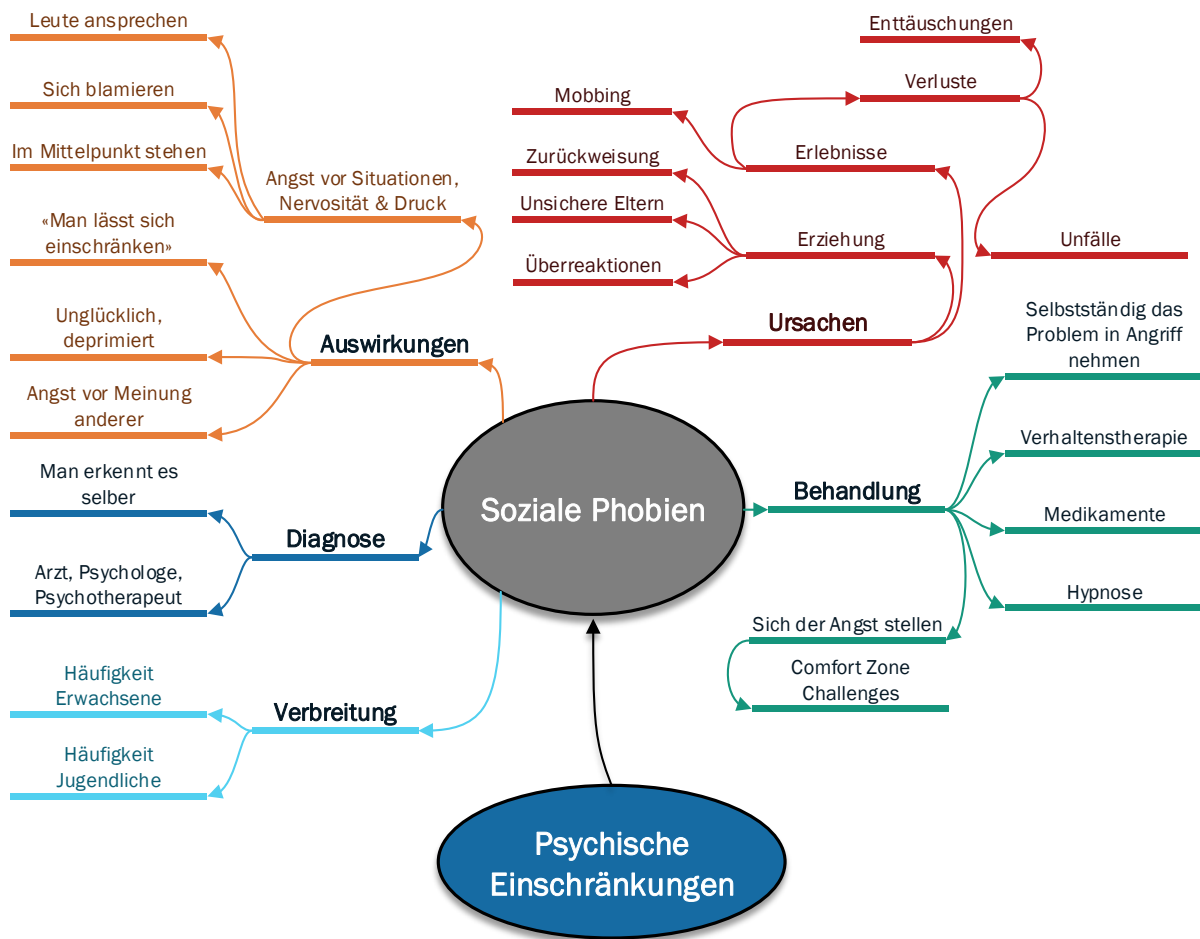 Leute ansprechen
Sich blamieren
Im Mittelpunkt stehen
Angst vor Situationen,
Nervosität & Druck
«Man lässt sich
einschränken»
Unglücklich,
deprimiert
Angst vor Meinung
anderer
Auswirkungen
Man erkennt es
selber
Arzt, Psychologe,
Psychotherapeut
Diagnose
Häufigkeit
Erwachsene
Häufigkeit
Jugendliche
Verbreitung
Enttäuschungen
Verluste
Mobbing
Erlebnisse
Zurückweisung
Unsichere Eltern
Überreaktionen
Erziehung
Unfälle
Ursachen
Soziale Phobien
Behandlung
Selbstständig das
Problem in Angriff
nehmen
Verhaltenstherapie
Medikamente
Hypnose
Sich der Angst stellen
Comfort Zone
Challenges
Psychische
Einschränkungen